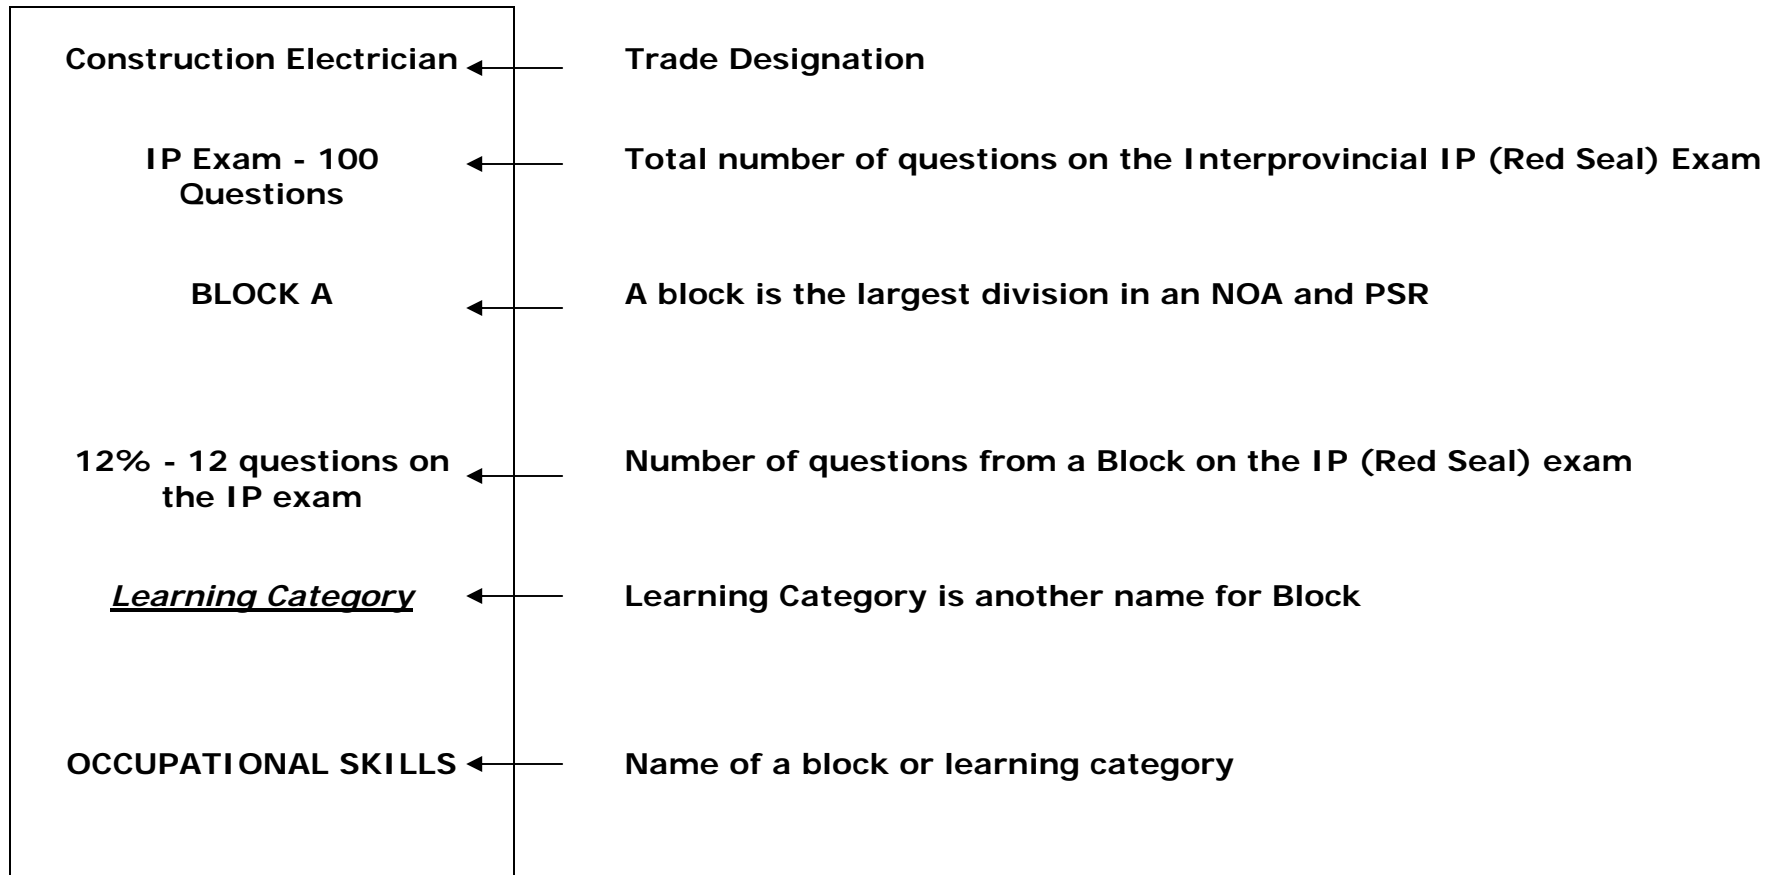 Construction Electrician
Trade Designation
IP Exam - 100
Questions
Total number of questions on the Interprovincial IP (Red Seal) Exam
BLOCK A
A block is the largest division in an NOA and PSR
12% - 12 questions on
the IP exam
Number of questions from a Block on the IP (Red Seal) exam
Learning Category
Learning Category is another name for Block
OCCUPATIONAL SKILLS
Name of a block or learning category